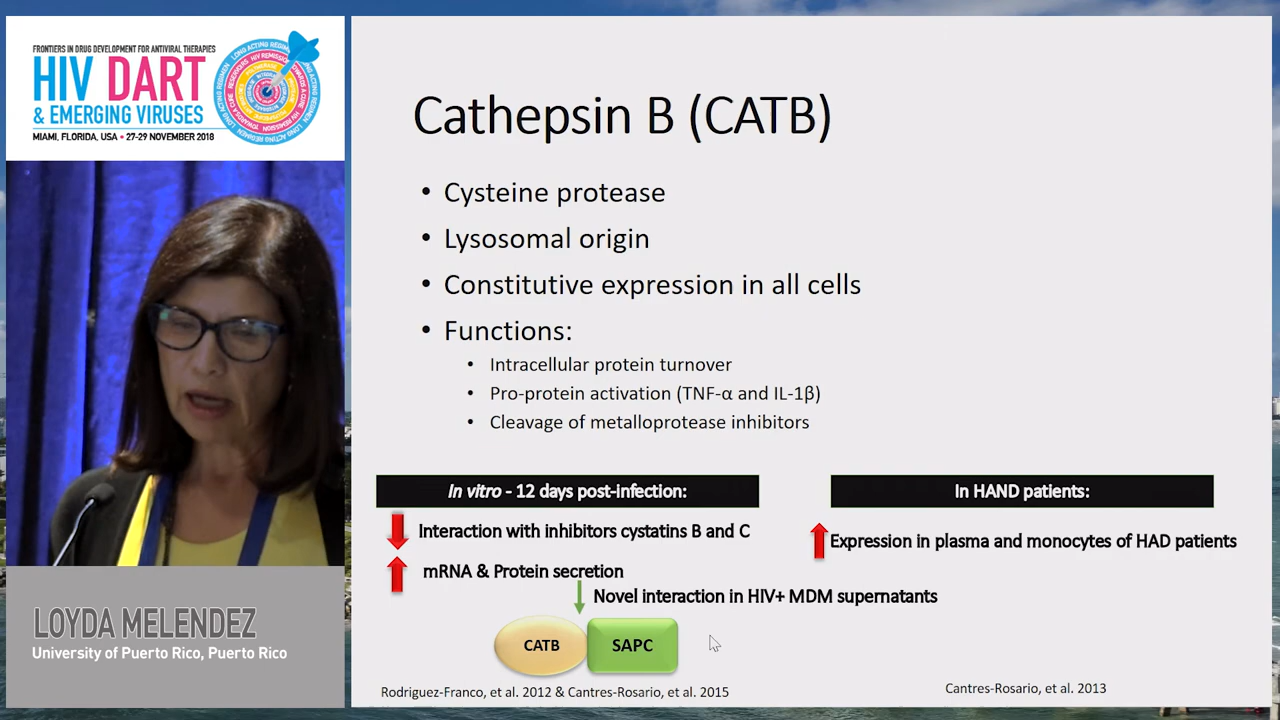 FRONTIERS IN DRUG DEVELOPMENT FOR ANTIVIRAL THERAPIES
HIV DART
& EMERGING VIRUSES
MIAMI, FLORIDA, USA • 27-29 NOVEMBER 2018
LONG ACTING REGIMEN
Cathepsin B (CATB)
• Cysteine protease
• Lysosomal origin
• Constitutive expression in all cells
• Functions:
• Intracellular protein turnover
• Pro-protein activation (TNF-α and IL-1β)
• Cleavage of metalloprotease inhibitors
In vitro - 12 days post-infection:
Interaction with inhibitors cystatins B and C
mRNA & Protein secretion
Novel interaction in HIV+ MDM supernatants
CATB
SAPC
Rodriguez-Franco, et al. 2012 & Cantres-Rosario, et al. 2015
In HAND patients:
Expression in plasma and monocytes of HAD patients
Cantres-Rosario, et al. 2013
LOYDA MELENDEZ
University of Puerto Rico, Puerto Rico